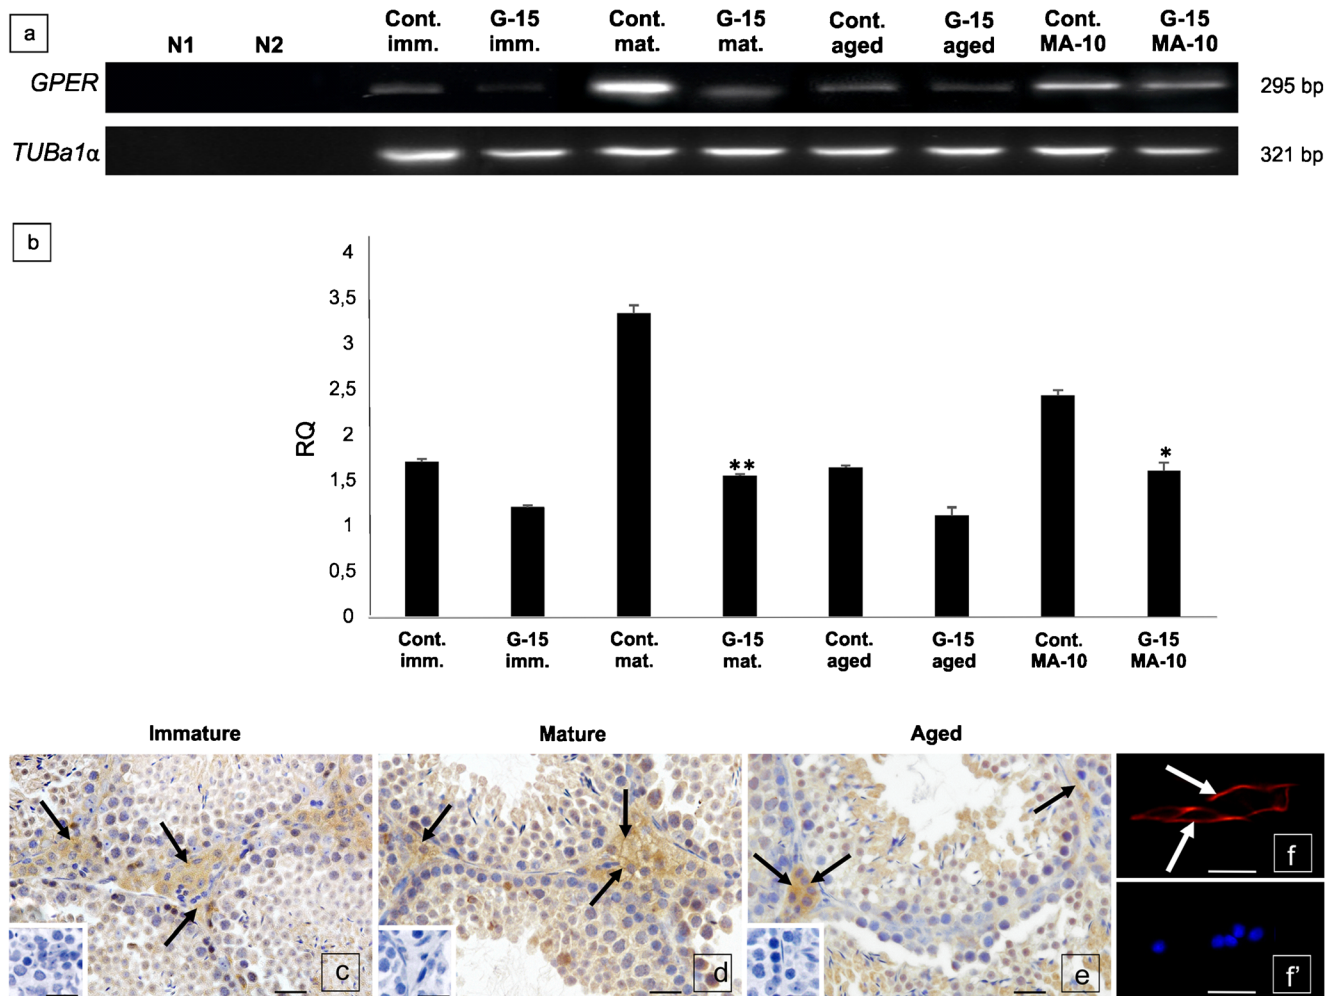 a
N1 N2 Cont. imm. G-15 imm. Cont. mat. G-15 mat. Cont. aged G-15 aged Cont. MA-10 G-15 MA-10
GPER 295 bp
TUBa1α 321 bp
b
4
3,5
3
2,5
2
1,5
1
0,5
0
RQ
** *
Cont. G-15 Cont. G-15 Cont. G-15 Cont. G-15
imm. imm. mat. mat. aged aged MA-10 MA-10
Immature Mature Aged
c d e f
f'